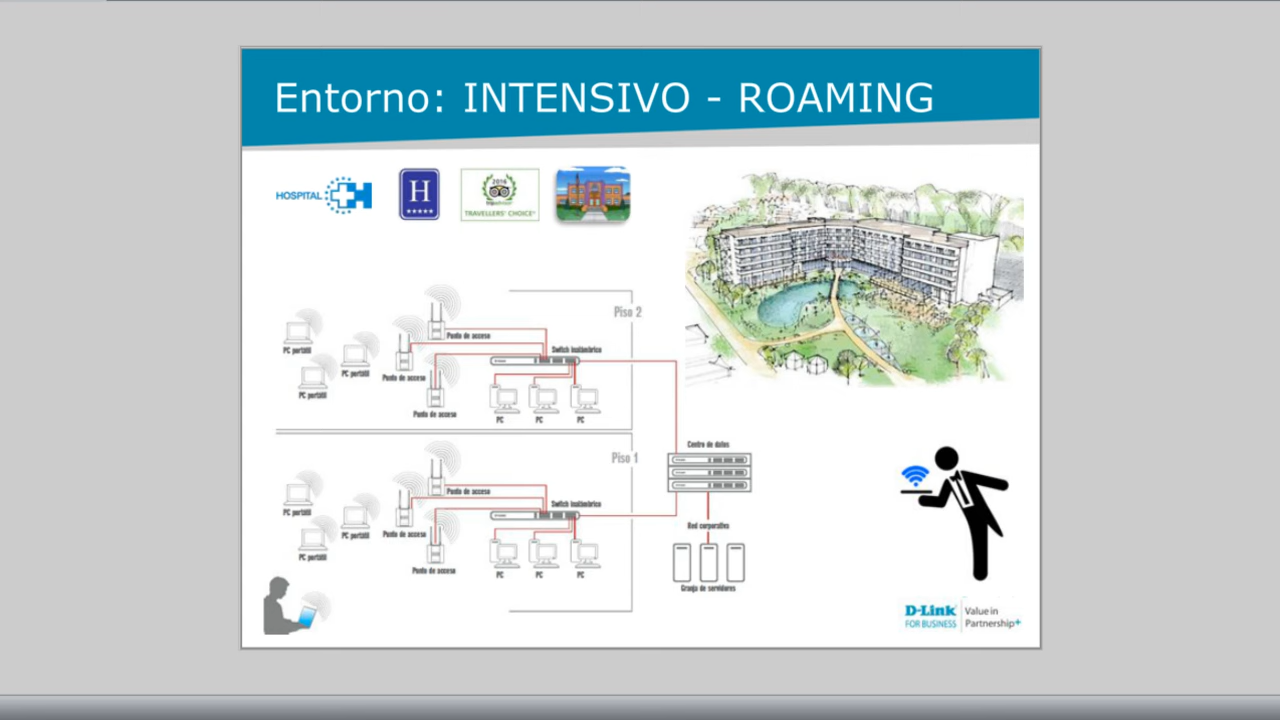 Entorno: INTENSIVO - ROAMING
HOSPITAL
H
H
2016
tripadvisor
TRAVELLERS' CHOICE
Piso 2
Punto de acceso
Switch inalámbrico
PC portátil
PC portátil
Punto de acceso
PC portátil
Punto de acceso
PC
PC
PC
Piso 1
Centro de datos
Punto de acceso
Switch inalámbrico
PC portátil
PC portátil
Punto de acceso
PC portátil
Punto de acceso
PC
PC
PC
Red corporativa
Granja de servidores
D-Link
FOR BUSINESS
Value in
Partnership+